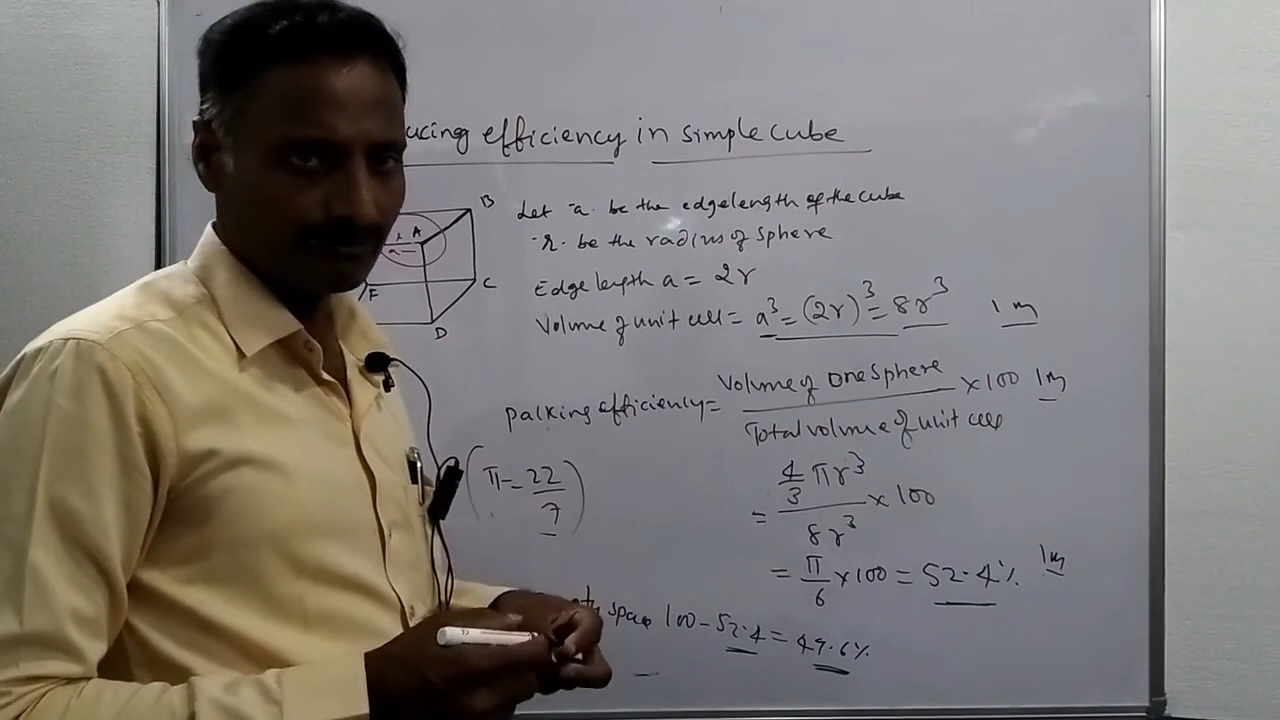 ucing efficiency in simple cube
B
A
a
F
C
D
Let -a- be the edge length of the cube
-r- be the radius of sphere
Edge length a = 2r
Volume of unit cell = a³ = (2r)³ = 8r³ 1m
packing efficiency = Volume of one sphere / Total volume of unit cell × 100 1m
(π = 22/7)
= 4/3 πr³ / 8r³ × 100
= π/6 × 100 = 52.4% 1m
space 100 - 52.4 = 47.6%